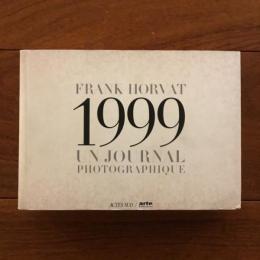 FRANK HORVAT
1999
UN JOURNAL
PHOTOGRAPHIQUE
ACTES SUD / arte